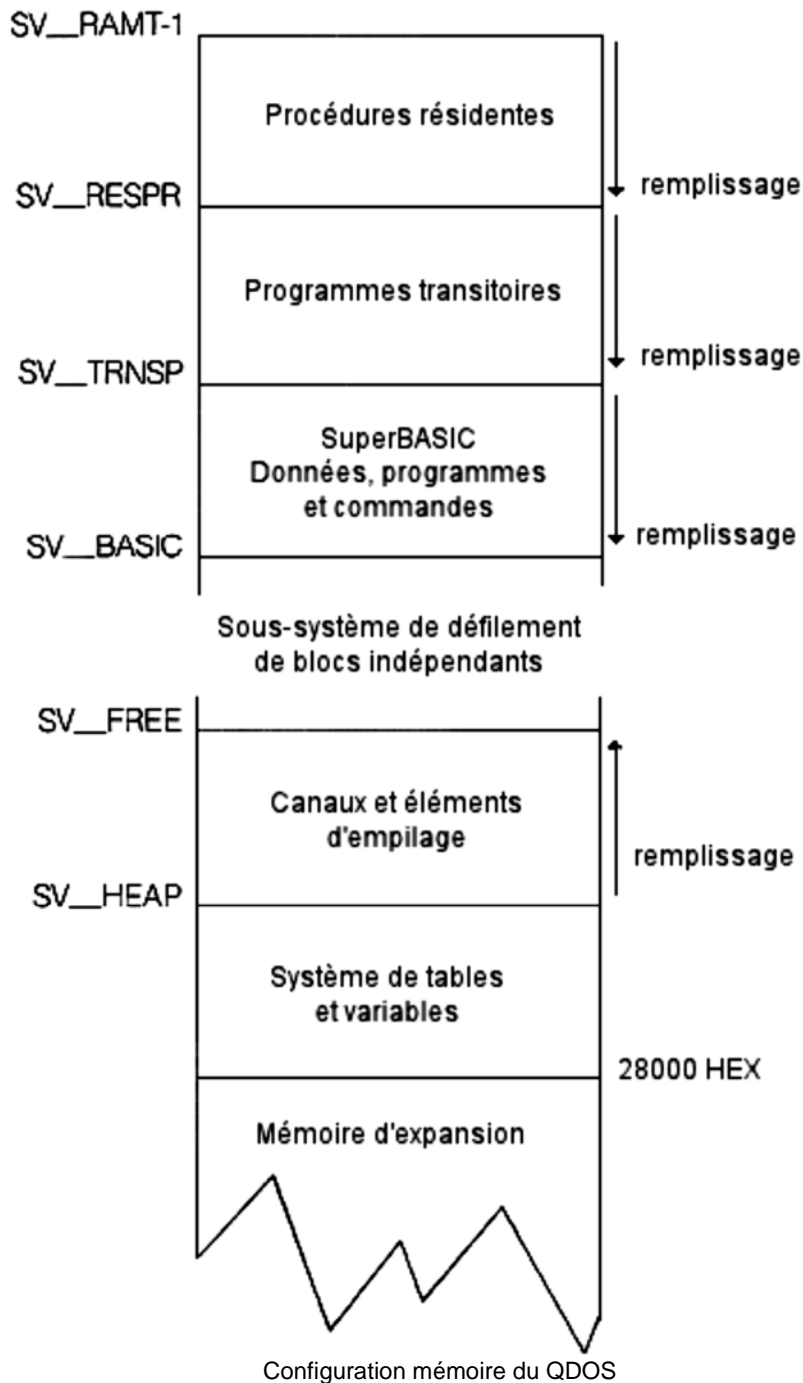 SV__RAMT-1
Procédures résidentes
SV__RESPR
remplissage
Programmes transitoires
SV__TRNSP
remplissage
SuperBASIC
Données, programmes
et commandes
SV__BASIC
remplissage
Sous-système de défilement
de blocs indépendants
SV__FREE
Canaux et éléments
d'empilage
remplissage
SV__HEAP
Système de tables
et variables
28000 HEX
Mémoire d'expansion
Configuration mémoire du QDOS